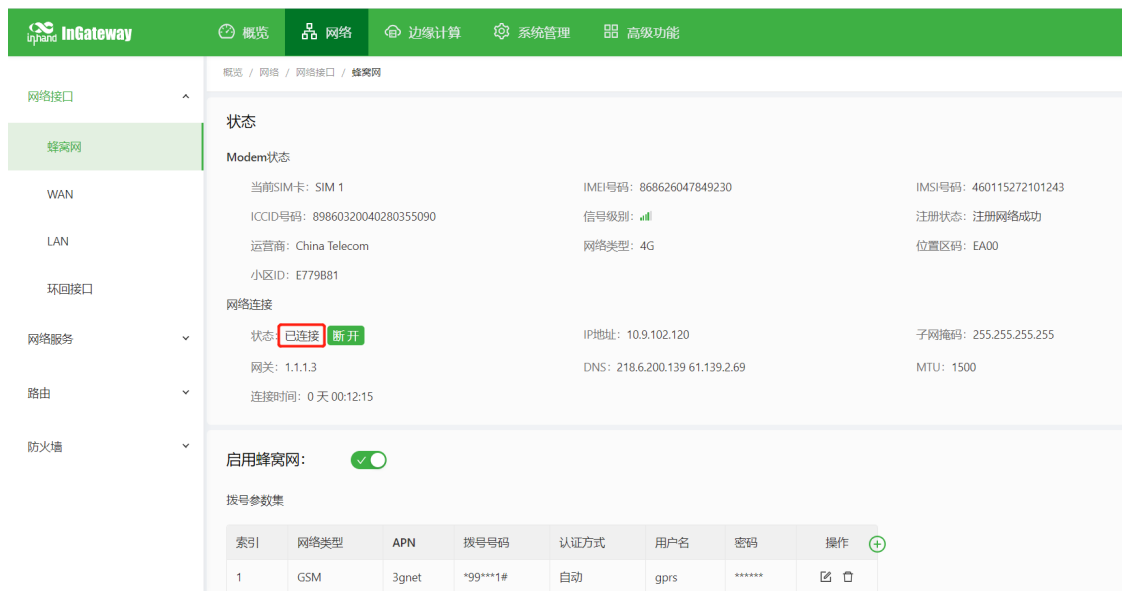 inhand InGateway 概览 网络 边缘计算 系统管理 高级功能
概览 / 网络 / 网络接口 / 蜂窝网
网络接口
蜂窝网
WAN
LAN
环回接口
网络服务
路由
防火墙
状态
Modem状态
当前SIM卡: SIM 1 IMEI号码: 868626047849230 IMSI号码: 460115272101243
ICCID号码: 89860320040280355090 信号级别: 注册状态: 注册网络成功
运营商: China Telecom 网络类型: 4G 位置区码: EA00
小区ID: E779B81
网络连接
状态: 已连接 断开 IP地址: 10.9.102.120 子网掩码: 255.255.255.255
网关: 1.1.1.3 DNS: 218.6.200.139 61.139.2.69 MTU: 1500
连接时间: 0 天 00:12:15
启用蜂窝网:
拨号参数集
索引 网络类型 APN 拨号号码 认证方式 用户名 密码 操作
1 GSM 3gnet *99***1# 自动 gprs ******